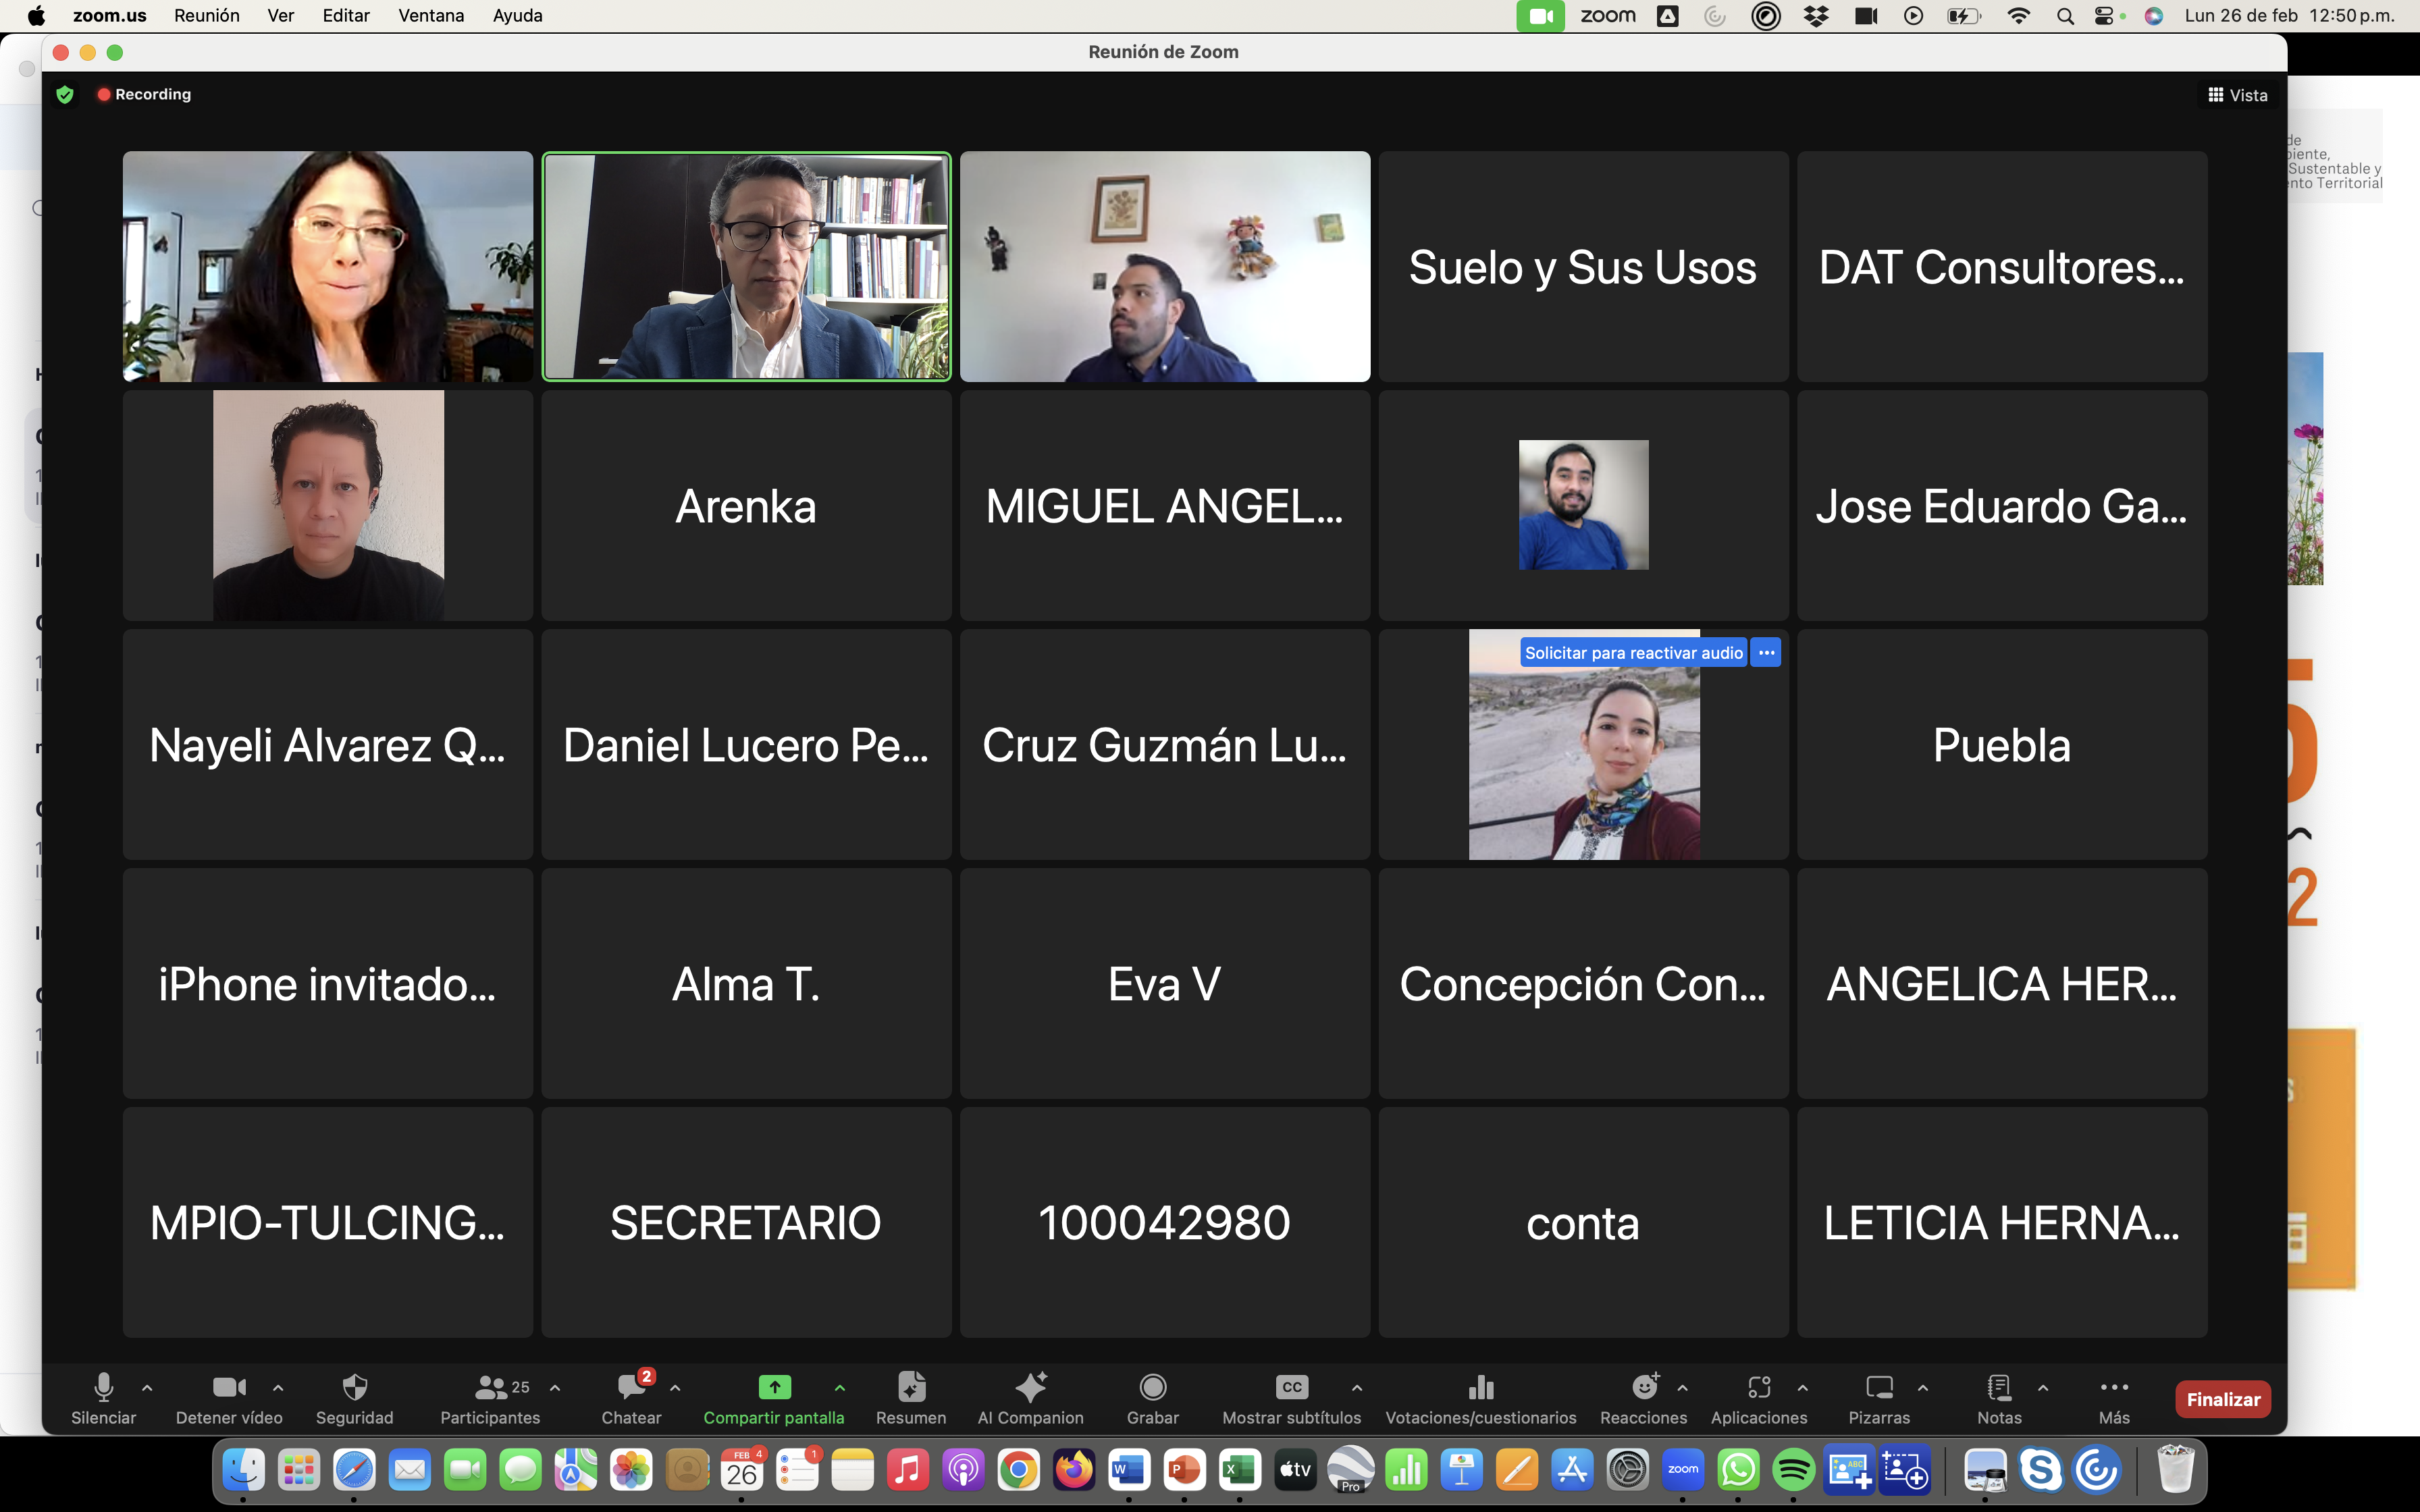 zoom.us Reunión Ver Editar Ventana Ayuda
zoom
Lun 26 de feb 12:50 p.m.
Reunión de Zoom
Recording
Vista
Suelo y Sus Usos
DAT Consultores...
Arenka
MIGUEL ANGEL...
Jose Eduardo Ga...
Nayeli Alvarez Q...
Daniel Lucero Pe...
Cruz Guzmán Lu...
Solicitar para reactivar audio
Puebla
iPhone invitado...
Alma T.
Eva V
Concepción Con...
ANGELICA HER...
MPIO-TULCING...
SECRETARIO
100042980
conta
LETICIA HERNA...
Sustentable y
Territorial
2
25
2
Silenciar
Detener vídeo
Seguridad
Participantes
Chatear
Compartir pantalla
Resumen
AI Companion
Grabar
CC
Mostrar subtítulos
Votaciones/cuestionarios
Reacciones
Aplicaciones
Pizarras
Notas
Más
Finalizar
FEB
4
26
1
W
P
X
tv
Pro
zoom
ABC
S